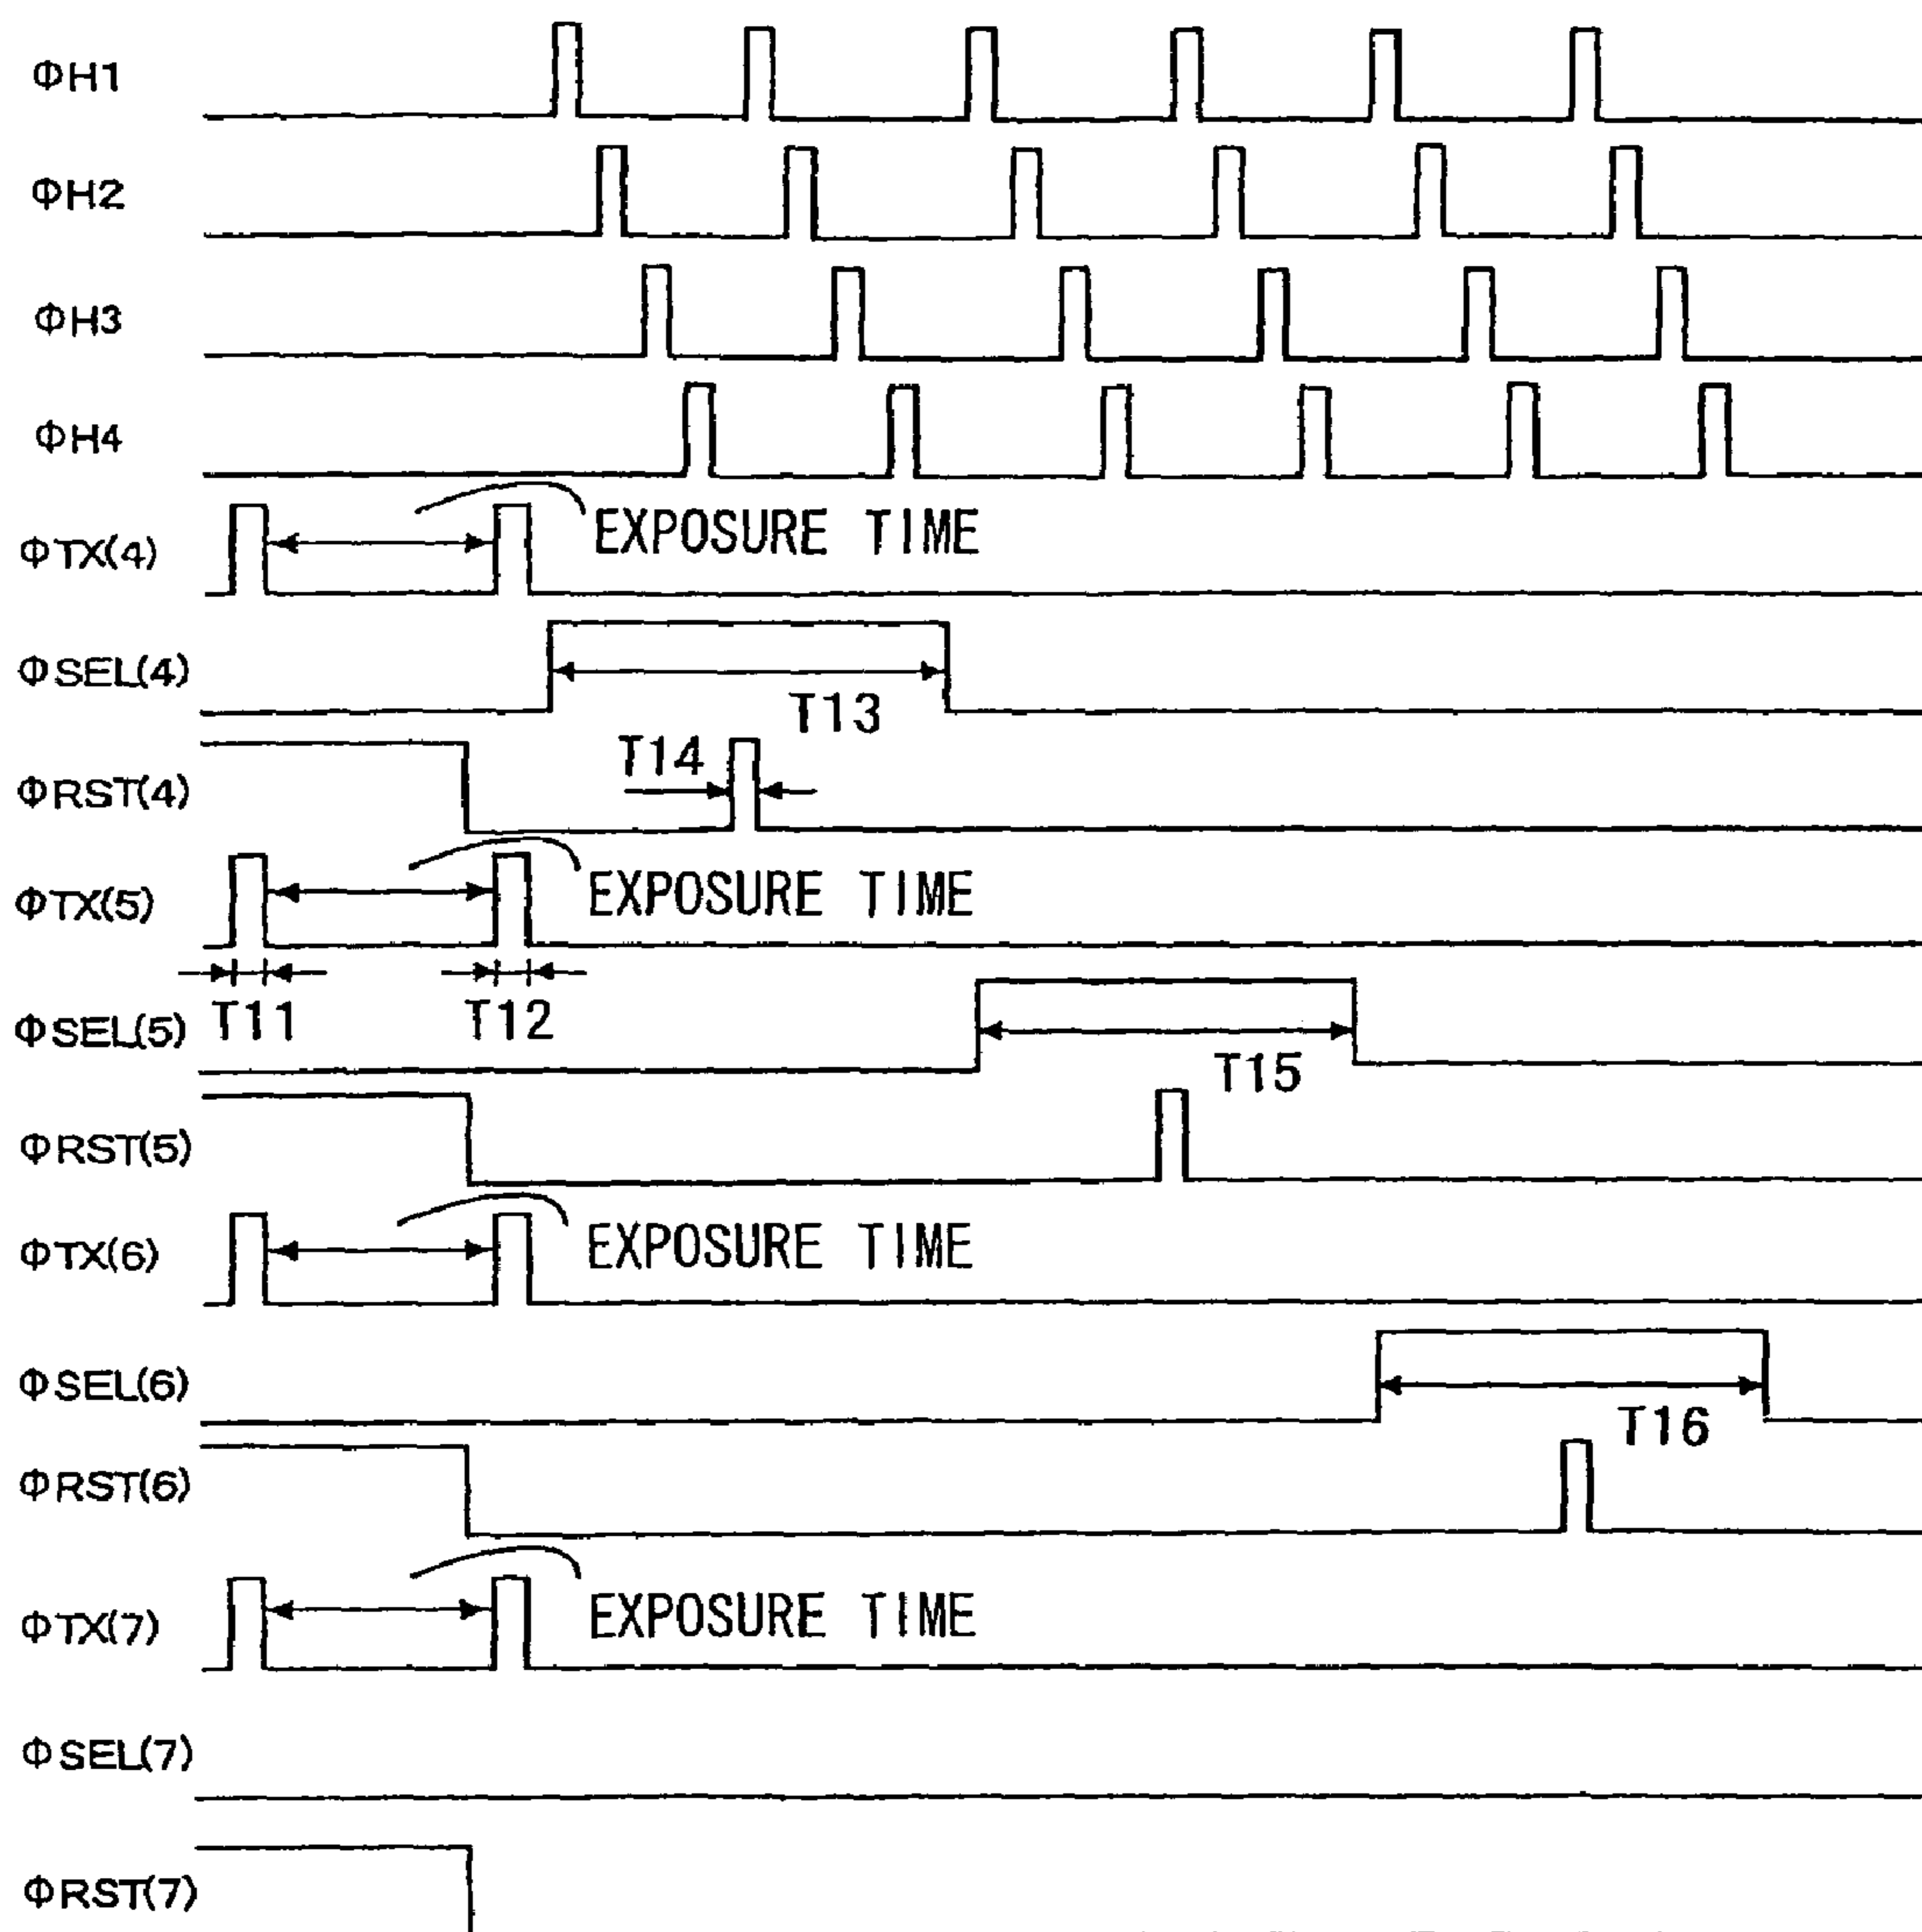 ΦH1
ΦH2
ΦH3
ΦH4
ΦTX(4)
EXPOSURE TIME
ΦSEL(4)
T13
ΦRST(4)
T14
ΦTX(5)
EXPOSURE TIME
T11
T12
ΦSEL(5)
T15
ΦRST(5)
ΦTX(6)
EXPOSURE TIME
ΦSEL(6)
T16
ΦRST(6)
ΦTX(7)
EXPOSURE TIME
ΦSEL(7)
ΦRST(7)